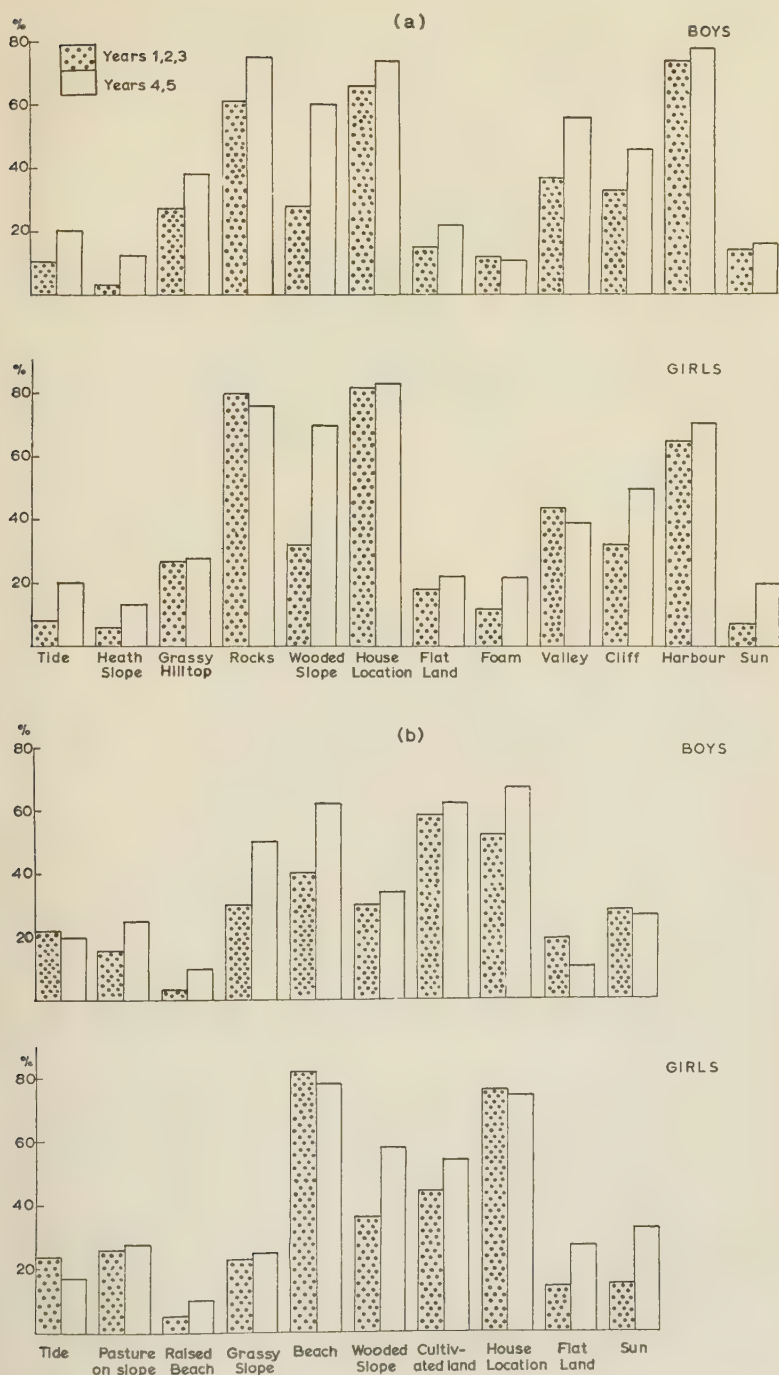 (a)
%
BOYS
80
Years 1,2,3
Years 4,5
60
40
20
%
GIRLS
80
60
40
20
Tide Heath Slope Grassy Hilltop Rocks Wooded Slope House Location Flat Land Foam Valley Cliff Harbour Sun
(b)
%
BOYS
80
60
40
20
%
GIRLS
80
60
40
20
Tide Pasture on slope Raised Beach Grassy Slope Beach Wooded Slope Cultiv- ated land House Location Flat Land Sun